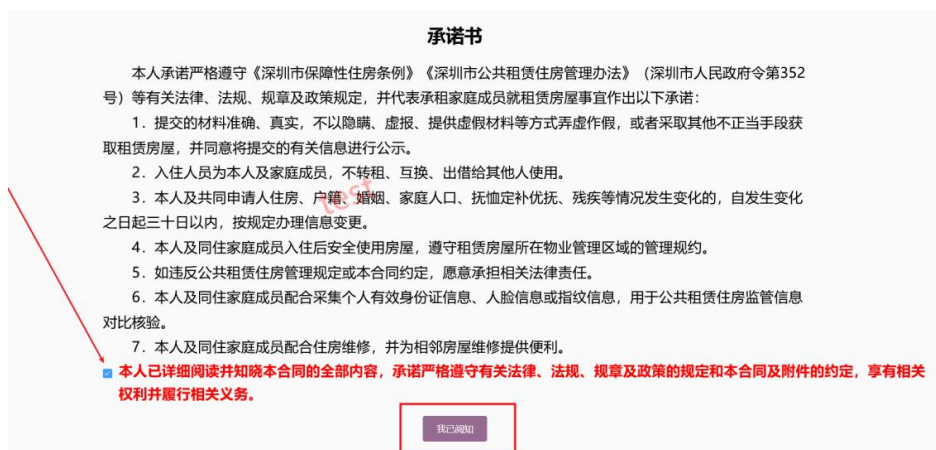 承诺书
本人承诺严格遵守《深圳市保障性住房条例》《深圳市公共租赁住房管理办法》（深圳市人民政府令第352
号）等有关法律、法规、规章及政策规定，并代表承租家庭成员就租赁房屋事宜作出以下承诺：
1．提交的材料准确、真实，不以隐瞒、虚报、提供虚假材料等方式弄虚作假，或者采取其他不正当手段获
取租赁房屋，并同意将提交的有关信息进行公示。
2．入住人员为本人及家庭成员，不转租、互换、出借给其他人使用。
test
3．本人及共同申请人住房、户籍、婚姻、家庭人口、抚恤定补优抚、残疾等情况发生变化的，自发生变化
之日起三十日以内，按规定办理信息变更。
4．本人及同住家庭成员入住后安全使用房屋，遵守租赁房屋所在物业管理区域的管理规约。
5．如违反公共租赁住房管理规定或本合同约定，愿意承担相关法律责任。
6．本人及同住家庭成员配合采集个人有效身份证信息、人脸信息或指纹信息，用于公共租赁住房监管信息
对比核验。
7．本人及同住家庭成员配合住房维修，并为相邻房屋维修提供便利。
本人已详细阅读并知晓本合同的全部内容，承诺严格遵守有关法律、法规、规章及政策的规定和本合同及附件的约定，享有相关
权利并履行相关义务。
我已阅知